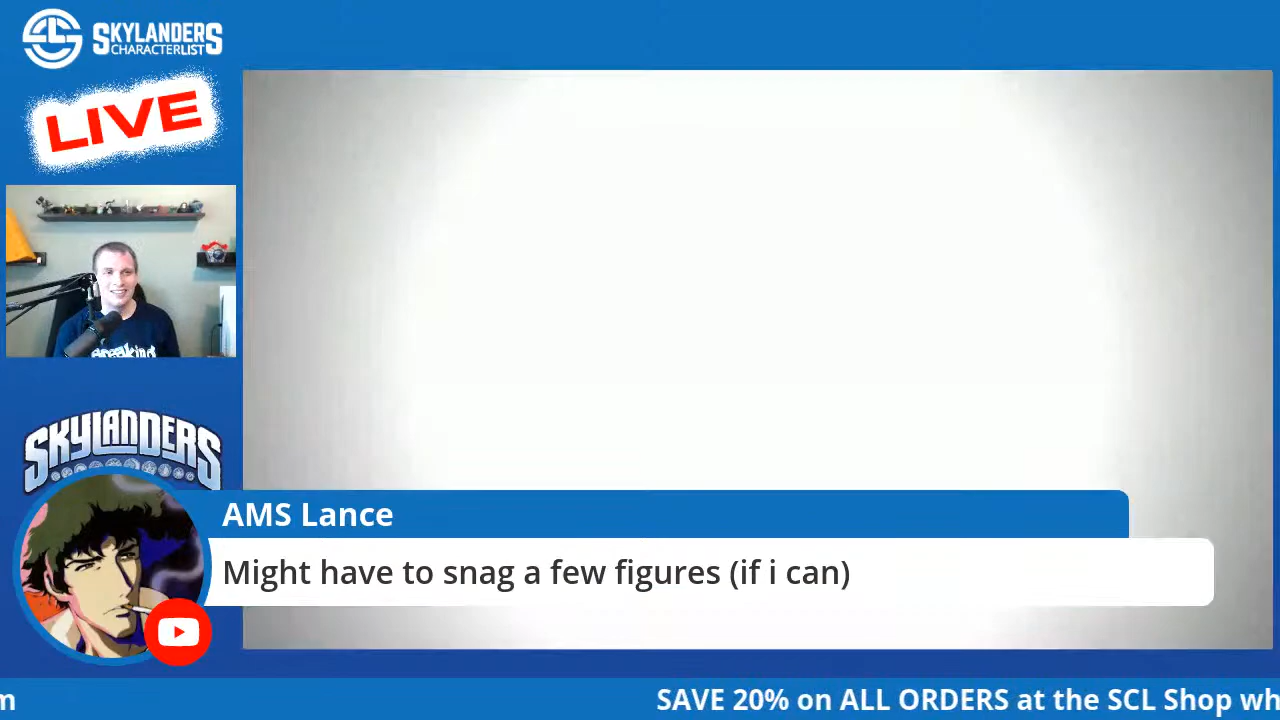 SKYLANDERS
CHARACTERLIST
LIVE
SKYLANDERS
AMS Lance
Might have to snag a few figures (if i can)
m SAVE 20% on ALL ORDERS at the SCL Shop wh